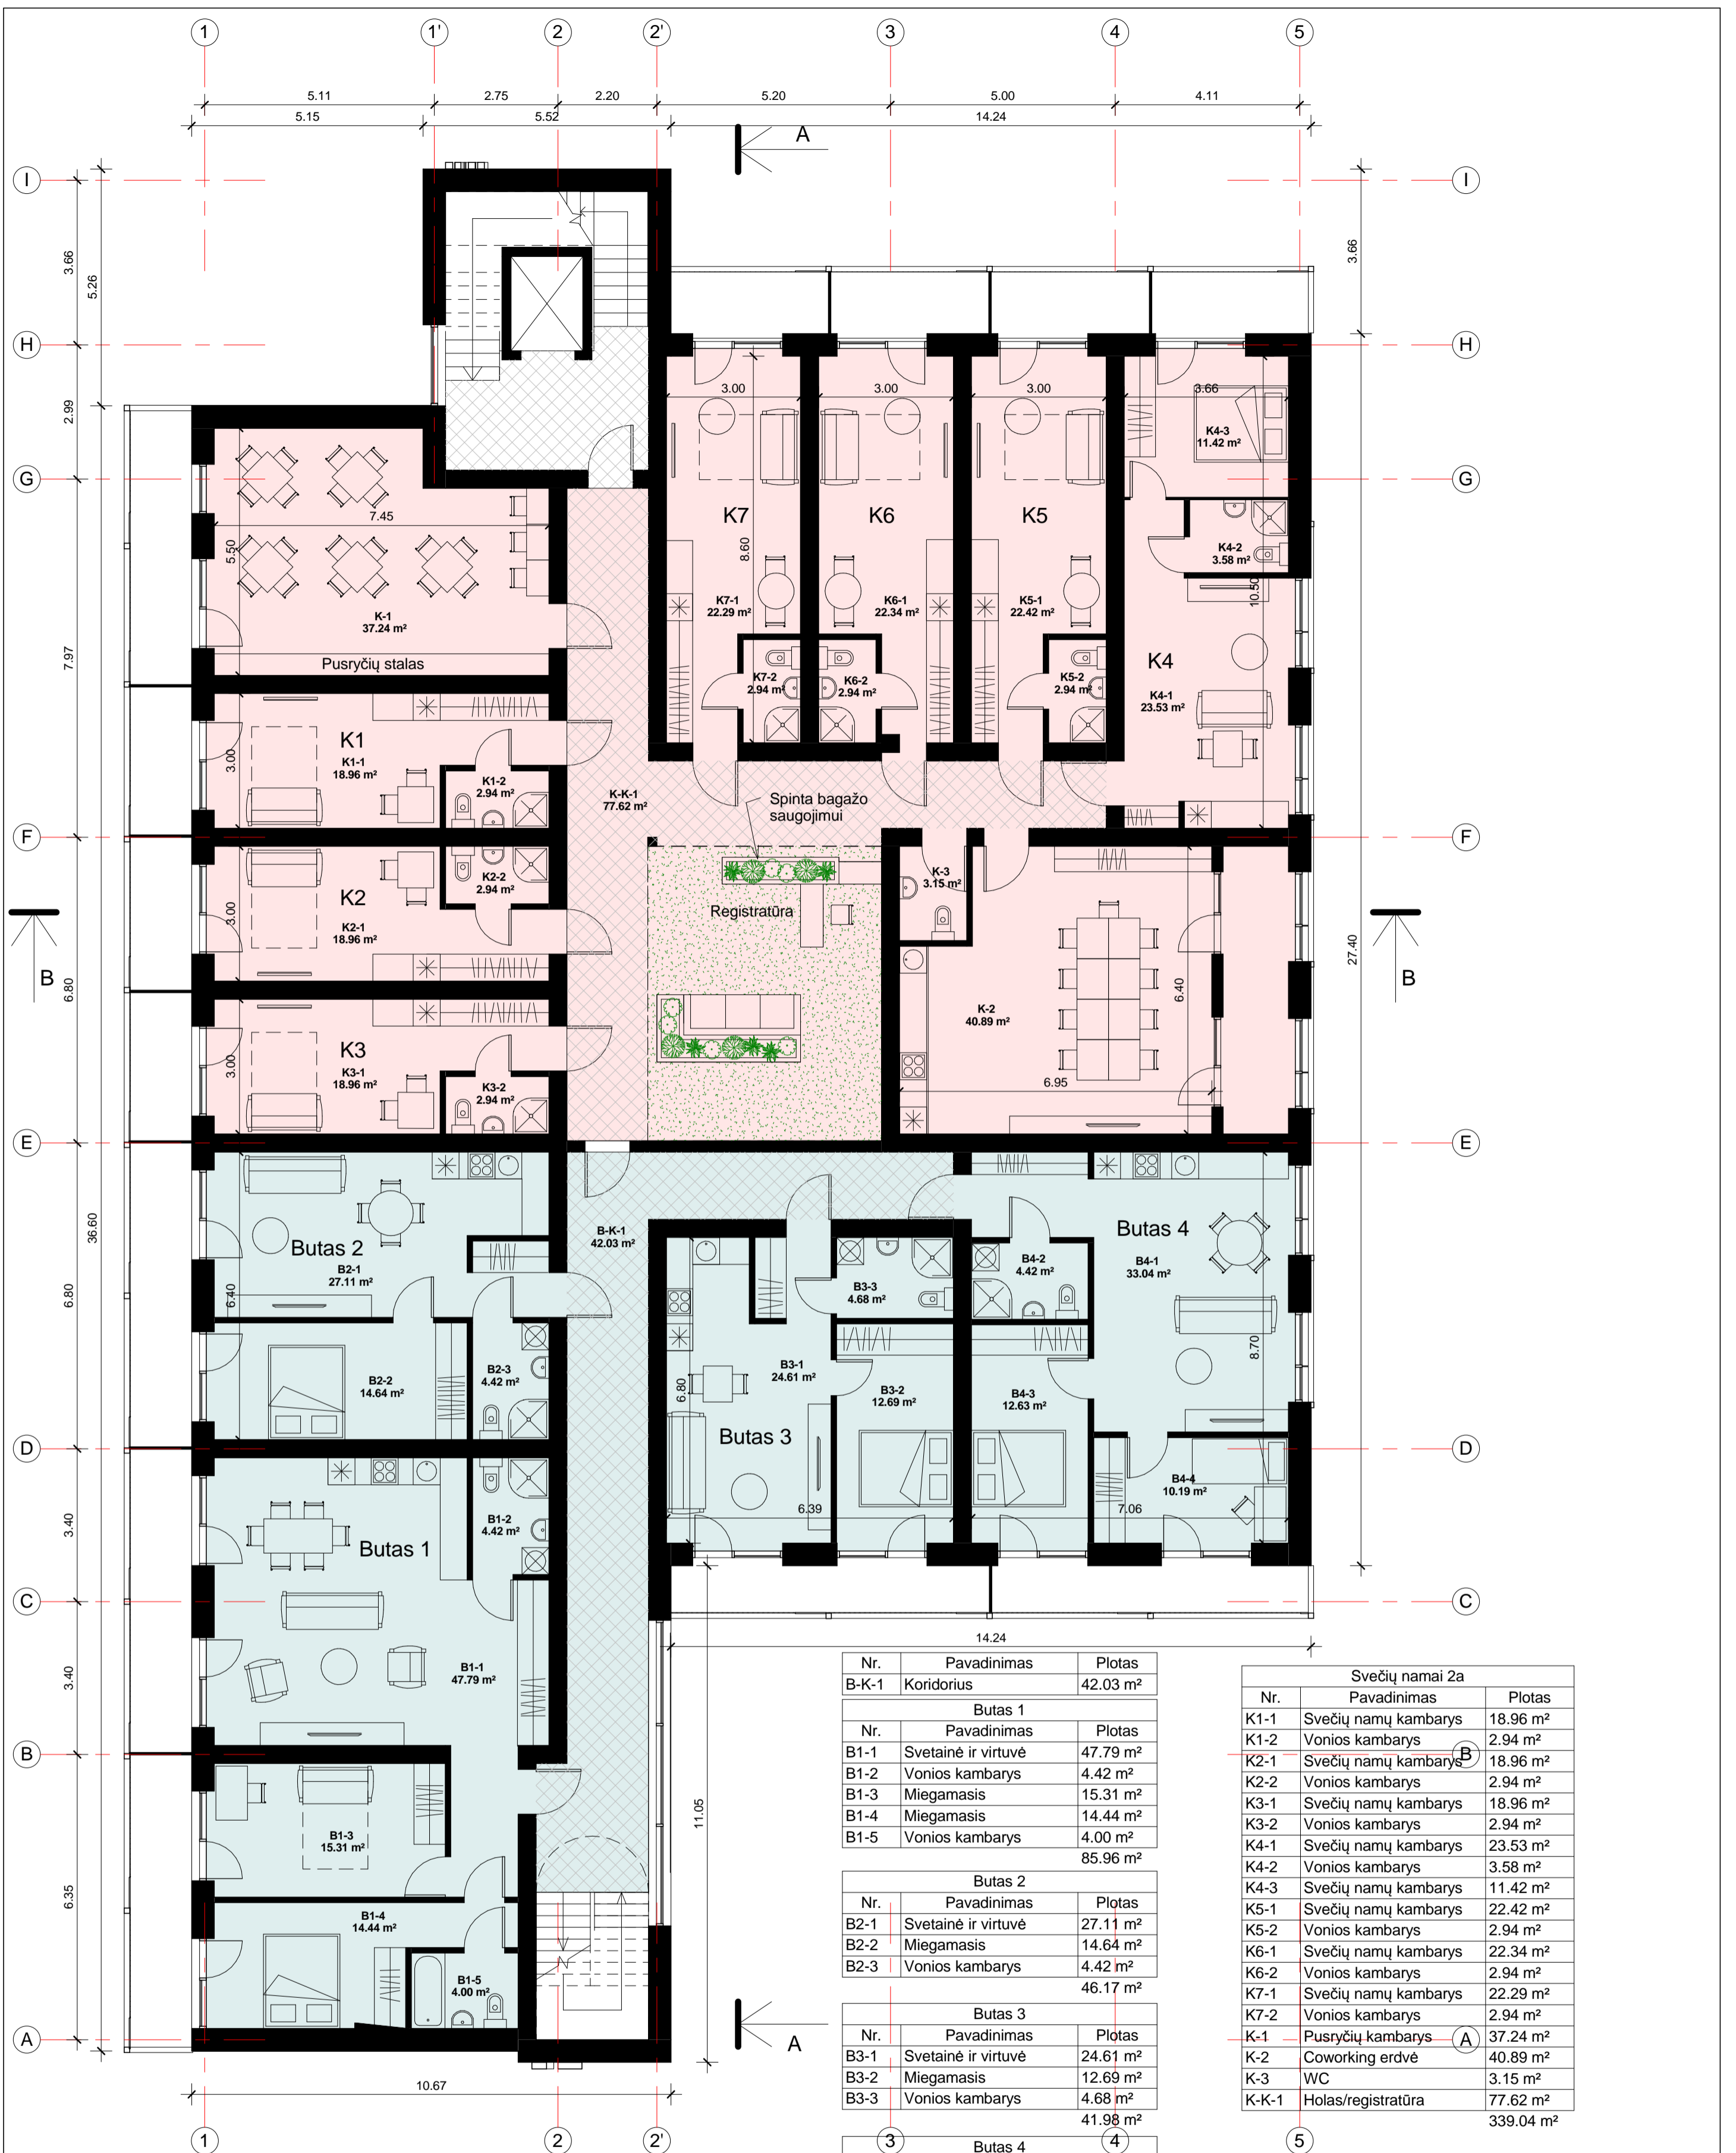 1 1' 2 2' 3 4 5
5.11 2.75 2.20 5.20 5.00 4.11
5.15 5.52 14.24
A
I I
3.66
5.26
3.66
H H
2.99
3.00 3.00 3.00 3.66
K4-3
11.42 m²
G G
7.45
5.50
K7 K6 K5
8.60
K4-2
3.58 m²
10.50
K7-1
22.29 m²
K6-1
22.34 m²
K5-1
22.42 m²
K-1
37.24 m²
7.97
Pusryčių stalas
K4
K4-1
23.53 m²
K7-2
2.94 m²
K6-2
2.94 m²
K5-2
2.94 m²
K1
K1-1
18.96 m²
3.00
K1-2
2.94 m²
K-K-1
77.62 m²
Spinta bagažo
saugojimui
F F
K2-2
2.94 m²
K-3
3.15 m²
K2
K2-1
18.96 m²
3.00
Registratūra
B B
27.40
6.80
6.40
K-2
40.89 m²
K3
K3-1
18.96 m²
3.00
K3-2
2.94 m²
6.95
E E
36.60
Butas 2
B2-1
27.11 m²
6.40
B-K-1
42.03 m²
Butas 4
B4-1
33.04 m²
B4-2
4.42 m²
B3-3
4.68 m²
6.80
B2-2
14.64 m²
B2-3
4.42 m²
B3-1
24.61 m²
6.80
B3-2
12.69 m²
B4-3
12.63 m²
8.70
Butas 3
D D
B4-4
10.19 m²
6.39 7.06
3.40
Butas 1
B1-2
4.42 m²
C C
14.24
B1-1
47.79 m²
3.40
B
11.05
B1-3
15.31 m²
6.35
B1-4
14.44 m²
B1-5
4.00 m²
A
A
10.67
1 2 2' 3 4 5
Nr. Pavadinimas Plotas
B-K-1 Koridorius 42.03 m²
Butas 1
Nr. Pavadinimas Plotas
B1-1 Svetainė ir virtuvė 47.79 m²
B1-2 Vonios kambarys 4.42 m²
B1-3 Miegamasis 15.31 m²
B1-4 Miegamasis 14.44 m²
B1-5 Vonios kambarys 4.00 m²
85.96 m²
Butas 2
Nr. Pavadinimas Plotas
B2-1 Svetainė ir virtuvė 27.11 m²
B2-2 Miegamasis 14.64 m²
B2-3 Vonios kambarys 4.42 m²
46.17 m²
Butas 3
Nr. Pavadinimas Plotas
B3-1 Svetainė ir virtuvė 24.61 m²
B3-2 Miegamasis 12.69 m²
B3-3 Vonios kambarys 4.68 m²
41.98 m²
Butas 4
Svečių namai 2a
Nr. Pavadinimas Plotas
K1-1 Svečių namų kambarys 18.96 m²
K1-2 Vonios kambarys 2.94 m²
B
K2-1 Svečių namų kambarys 18.96 m²
K2-2 Vonios kambarys 2.94 m²
K3-1 Svečių namų kambarys 18.96 m²
K3-2 Vonios kambarys 2.94 m²
K4-1 Svečių namų kambarys 23.53 m²
K4-2 Vonios kambarys 3.58 m²
K4-3 Svečių namų kambarys 11.42 m²
K5-1 Svečių namų kambarys 22.42 m²
K5-2 Vonios kambarys 2.94 m²
K6-1 Svečių namų kambarys 22.34 m²
K6-2 Vonios kambarys 2.94 m²
K7-1 Svečių namų kambarys 22.29 m²
K7-2 Vonios kambarys 2.94 m²
K-1 Pusryčių kambarys 37.24 m²
A
K-2 Coworking erdvė 40.89 m²
K-3 WC 3.15 m²
K-K-1 Holas/registratūra 77.62 m²
339.04 m²